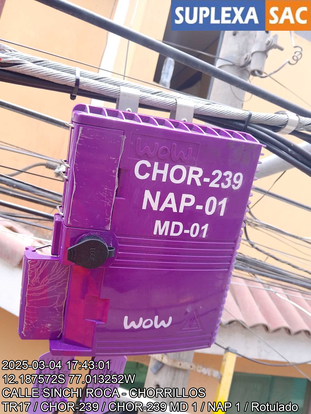 SUPLEXA SAC
WOW
CHOR-239
NAP-01
MD-01
WOW
2025-03-04 17:43:01
12.187572S 77.013252W
CALLE SINCHI ROCA - CHORRILLOS
TR17 / CHOR-239 / CHOR 239 MD 1 / NAP 1 / Rotulado